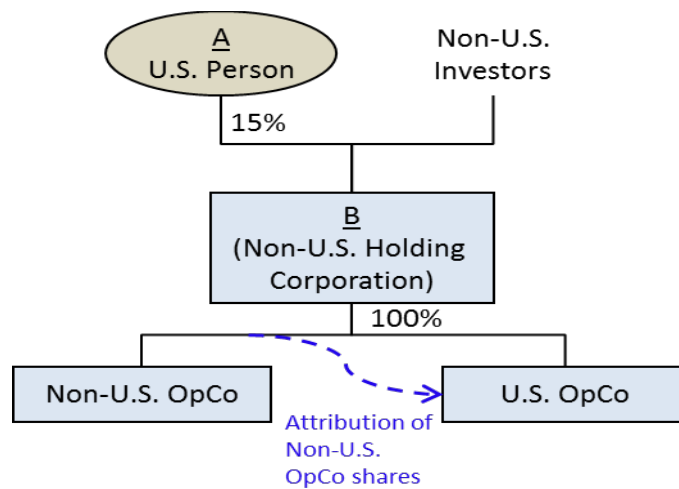 A
U.S. Person
Non-U.S.
Investors
15%
B
(Non-U.S. Holding
Corporation)
100%
Non-U.S. OpCo
U.S. OpCo
Attribution of
Non-U.S.
OpCo shares